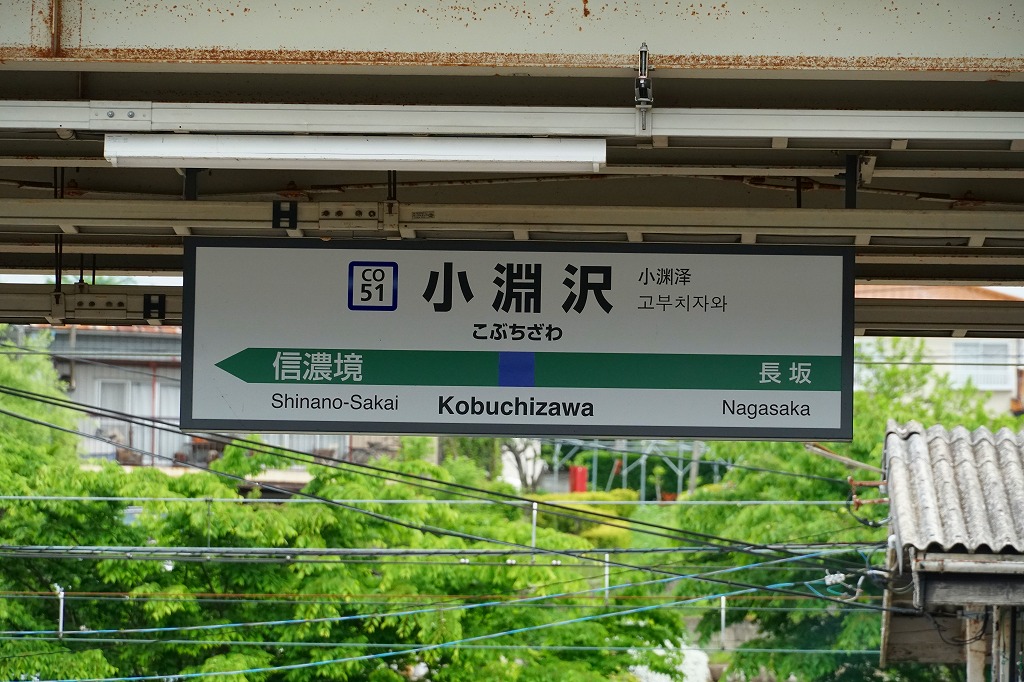 CO
51
小淵沢
小渊泽
고부치자와
こぶちざわ
信濃境
長坂
Shinano-Sakai
Kobuchizawa
Nagasaka